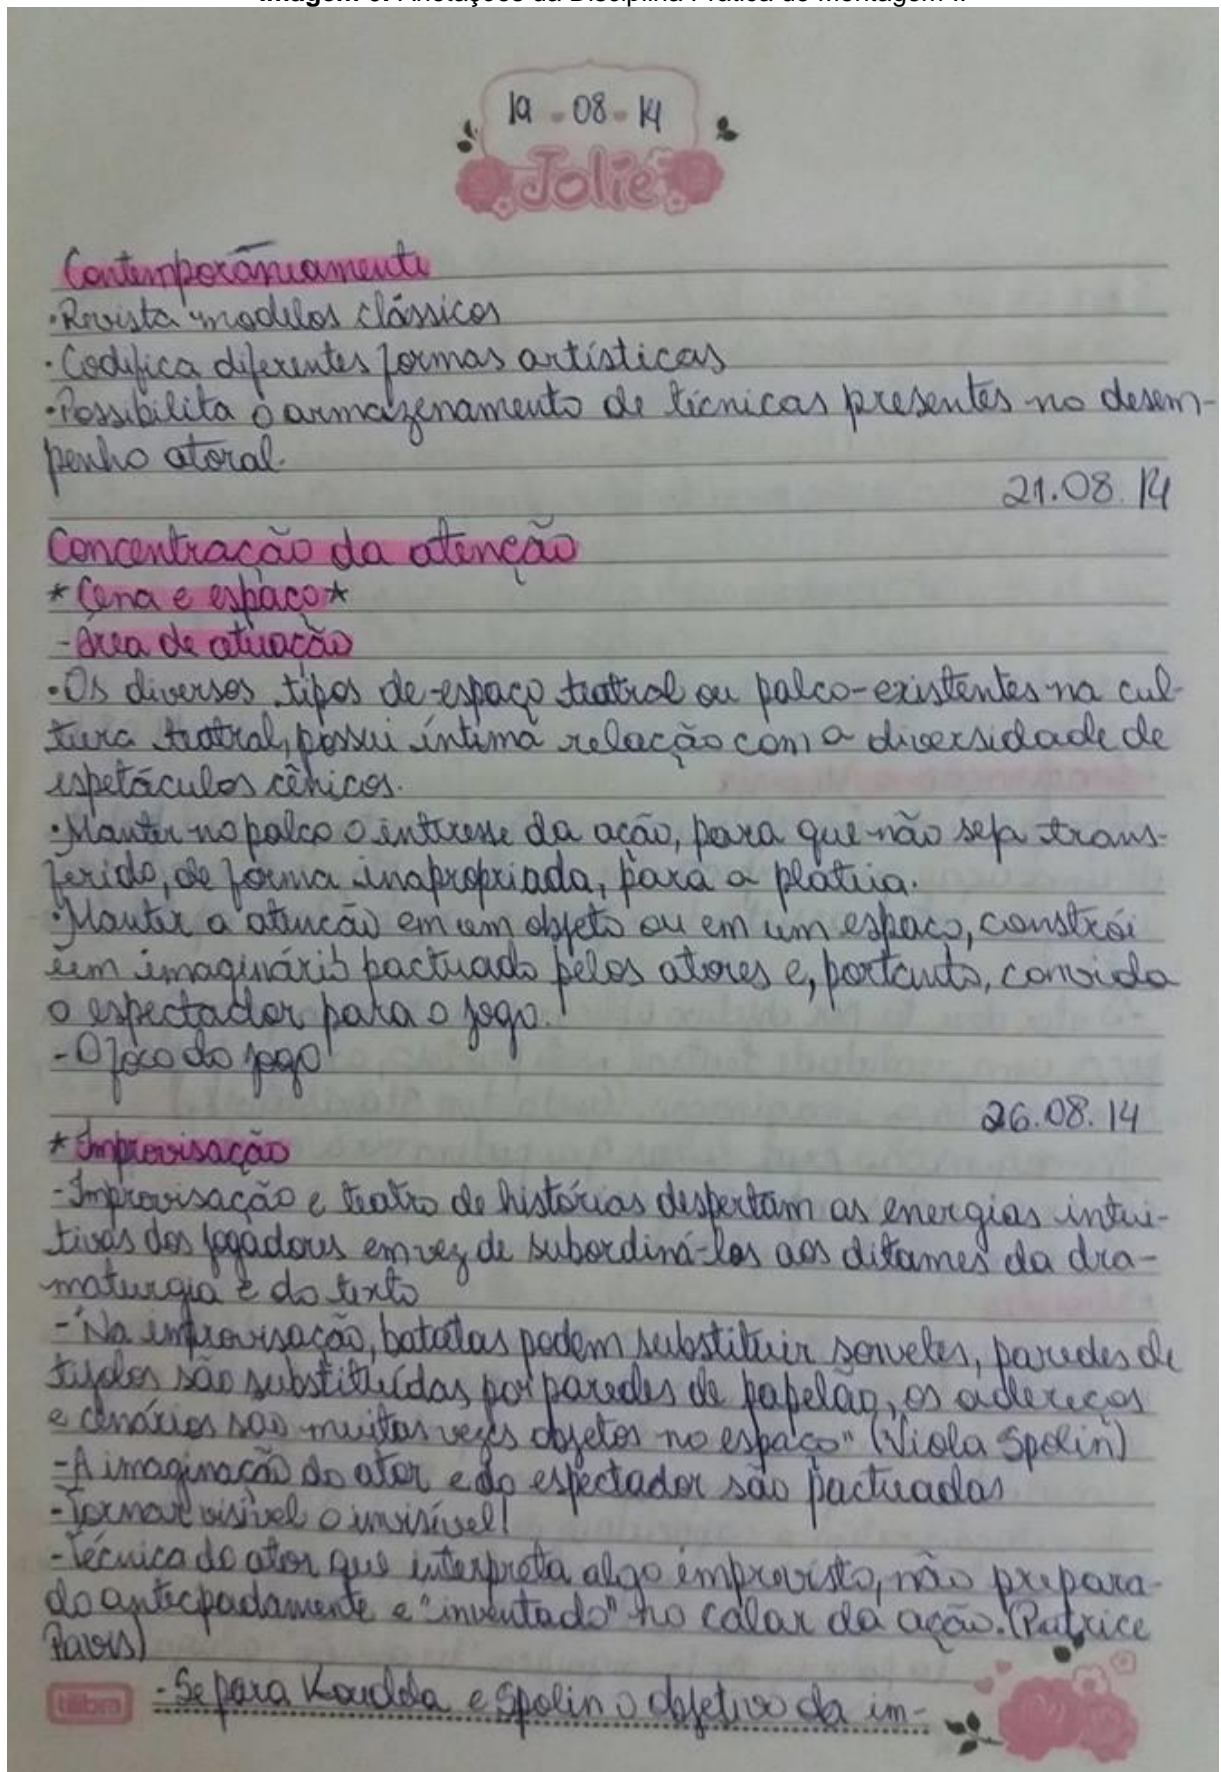 19 - 08 - 14
Jolie
Contemporâneamente
•Revista modelos clássicos
•Codifica diferentes formas artísticas
•Possibilita o armazenamento de técnicas presentes no desem-
penho atoral.
21.08.14
Concentração da atenção
*Cena e espaço*
-Área de atuação
•Os diversos tipos de espaço teatral ou palco-existentes na cul-
tura teatral, possui íntima relação com a diversidade de
espetáculos cênicos.
•Manter no palco o interesse da ação, para que não seja trans-
ferido, de forma inapropriada, para a platéia.
•Manter a atencão em um objeto ou em um espaço, constrói
um imaginário pactuado pelos atores e, portanto, convida
o espectador para o jogo.
-O foco do jogo
26.08.14
*Improvisação
-Improvisação e teatro de histórias despertam as energias intui-
tivas dos jogadores em vez de subordiná-las aos ditames da dra-
maturgia e do texto
-"Na improvisação, batatas podem substituir sorvetes, paredes de
tijolos são substituídas por paredes de papelão, os adereços
e cenários são muitas vezes objetos no espaço" (Viola Spolin)
-A imaginação do ator e do espectador são pactuadas
-Tornar visível o invisível!
-Técnica do ator que interpreta algo improvisto, não prepara-
do antecpadamente e "inventado" no calor da ação. (Patrice
Pavis)
tilibra -Se para Koudela e Spolin o objetivo da im-